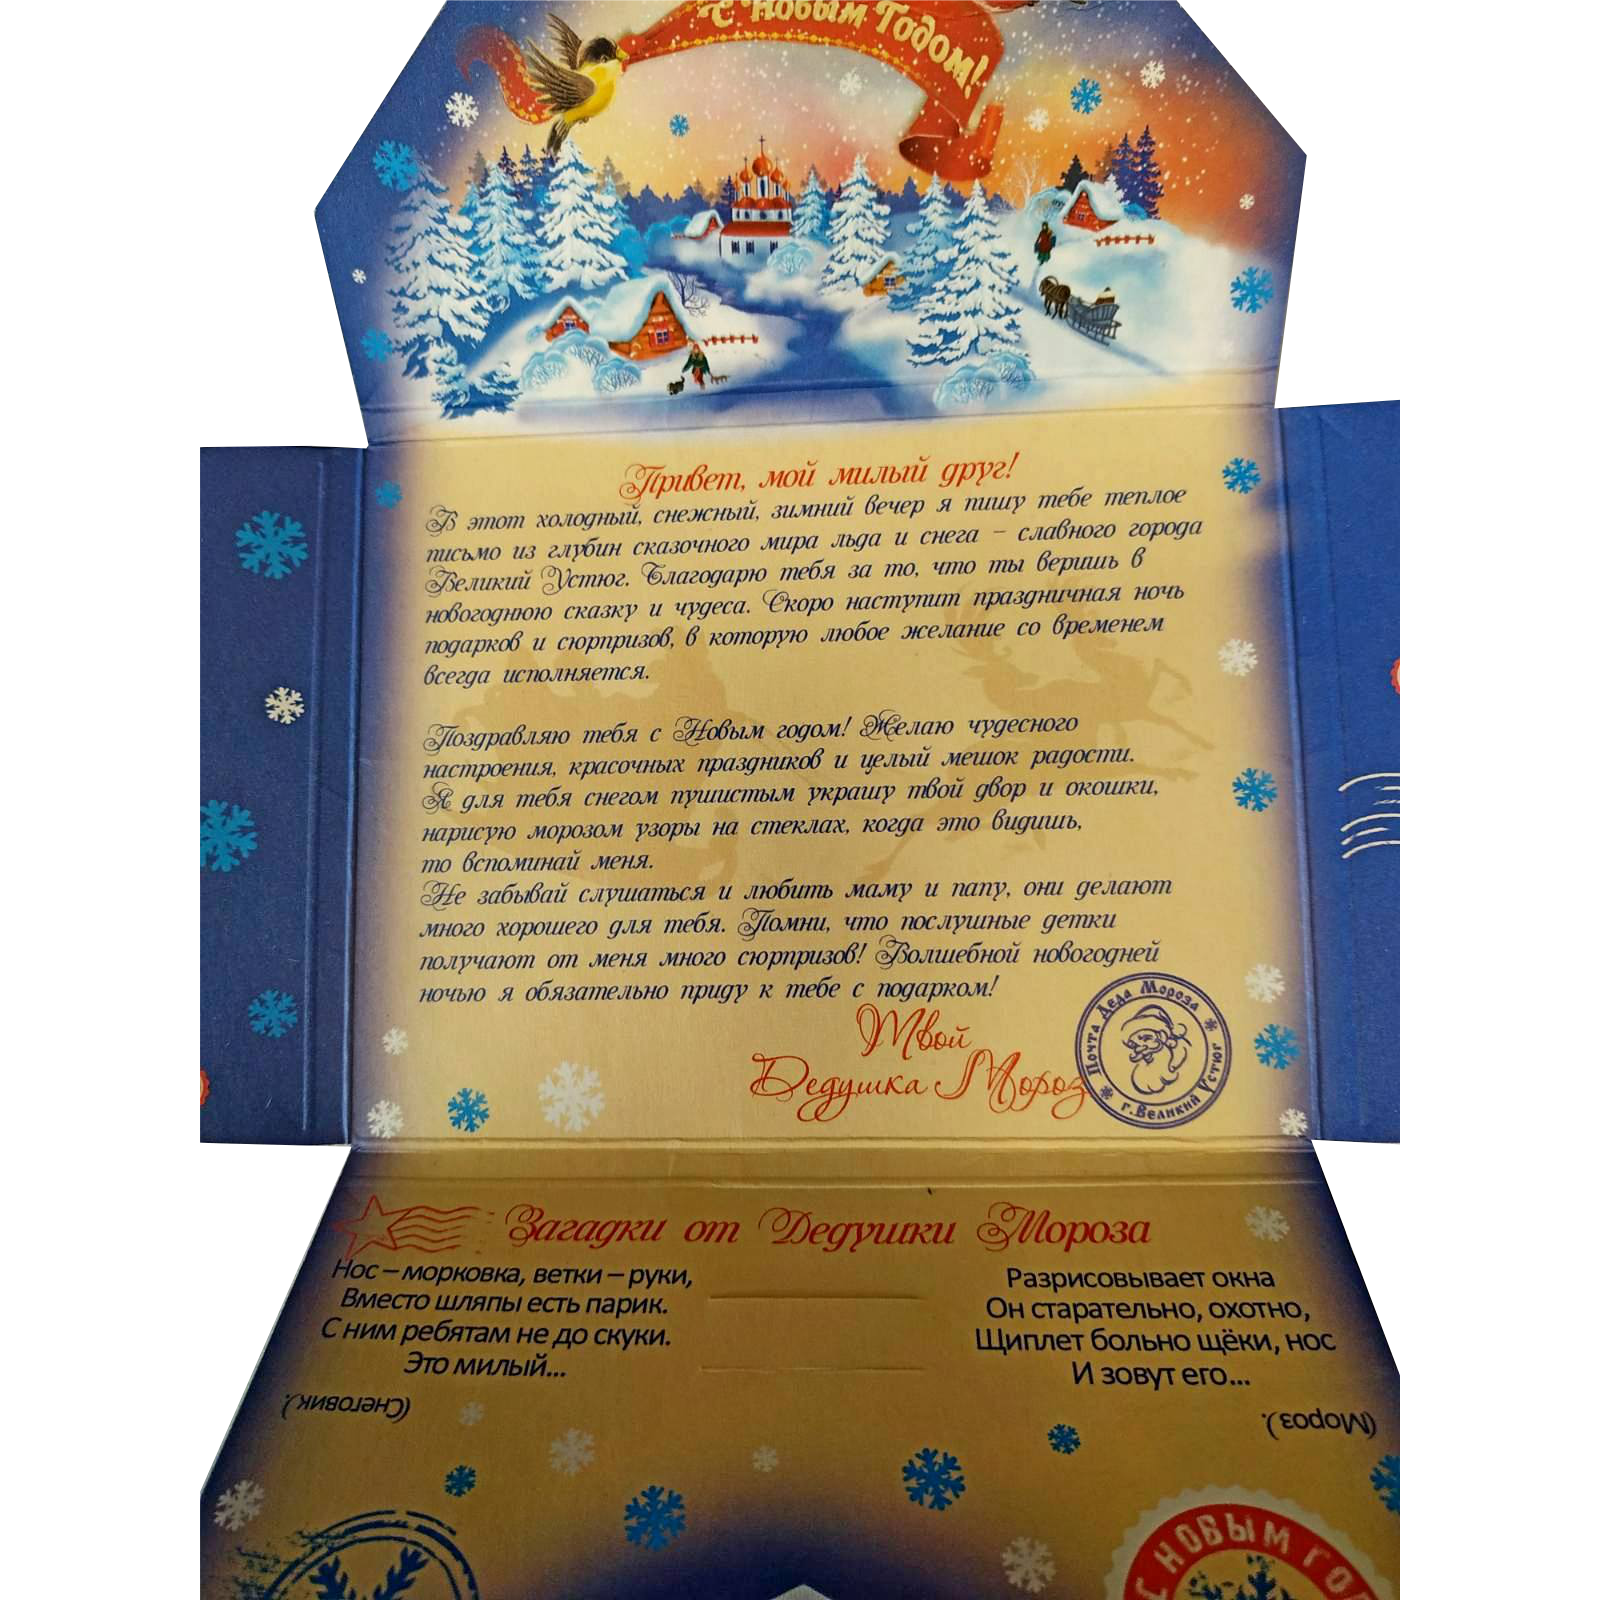 С Новым Годом!
Привет, мой милый друг!
В этот холодный, снежный, зимний вечер я пишу тебе теплое
письмо из глубин сказочного мира льда и снега – славного города
Великий Устюг. Благодарю тебя за то, что ты веришь в
новогоднюю сказку и чудеса. Скоро наступит праздничная ночь
подарков и сюрпризов, в которую любое желание со временем
всегда исполняется.
Поздравляю тебя с Новым годом! Желаю чудесного
настроения, красочных праздников и целый мешок радости.
Я для тебя снегом пушистым украшу твой двор и окошки,
нарисую морозом узоры на стеклах, когда это видишь,
то вспоминай меня.
Не забывай слушаться и любить маму и папу, они делают
много хорошего для тебя. Помни, что послушные детки
получают от меня много сюрпризов! Волшебной новогодней
ночью я обязательно приду к тебе с подарком!
Твой
Дедушка Мороз
Почта Деда Мороза
г.Великий Устюг
Загадки от Дедушки Мороза
Нос – морковка, ветки – руки,
Вместо шляпы есть парик.
С ним ребятам не до скуки.
Это милый...
(Снеговик).
Разрисовывает окна
Он старательно, охотно,
Щиплет больно щёки, нос
И зовут его...
(Мороз).
С НОВЫМ ГОД